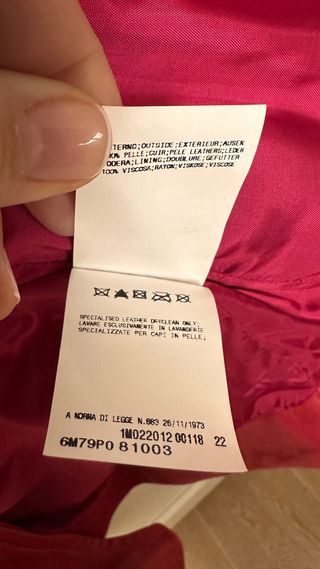 TERNO;OUTSIDE;EXTERIEUR;AUSEN
00% PELLE;CUIR;PELE LEATHERS;LEDER
ODERA;LINING;DOUBLURE;GEFUTTER
100% VISCOSA;RAYON;VISKOSE;VISCOSE
SPECIALISED LEATHER DRYCLEAN ONLY;
LAVARE ESCLUSIVAMENTE IN LAVANDERIE
SPECIALIZZATE PER CAPI IN PELLE;
A NORMA DI LEGGE N.883 26/11/1973
1M022012 00118 22
6M79P0 81003